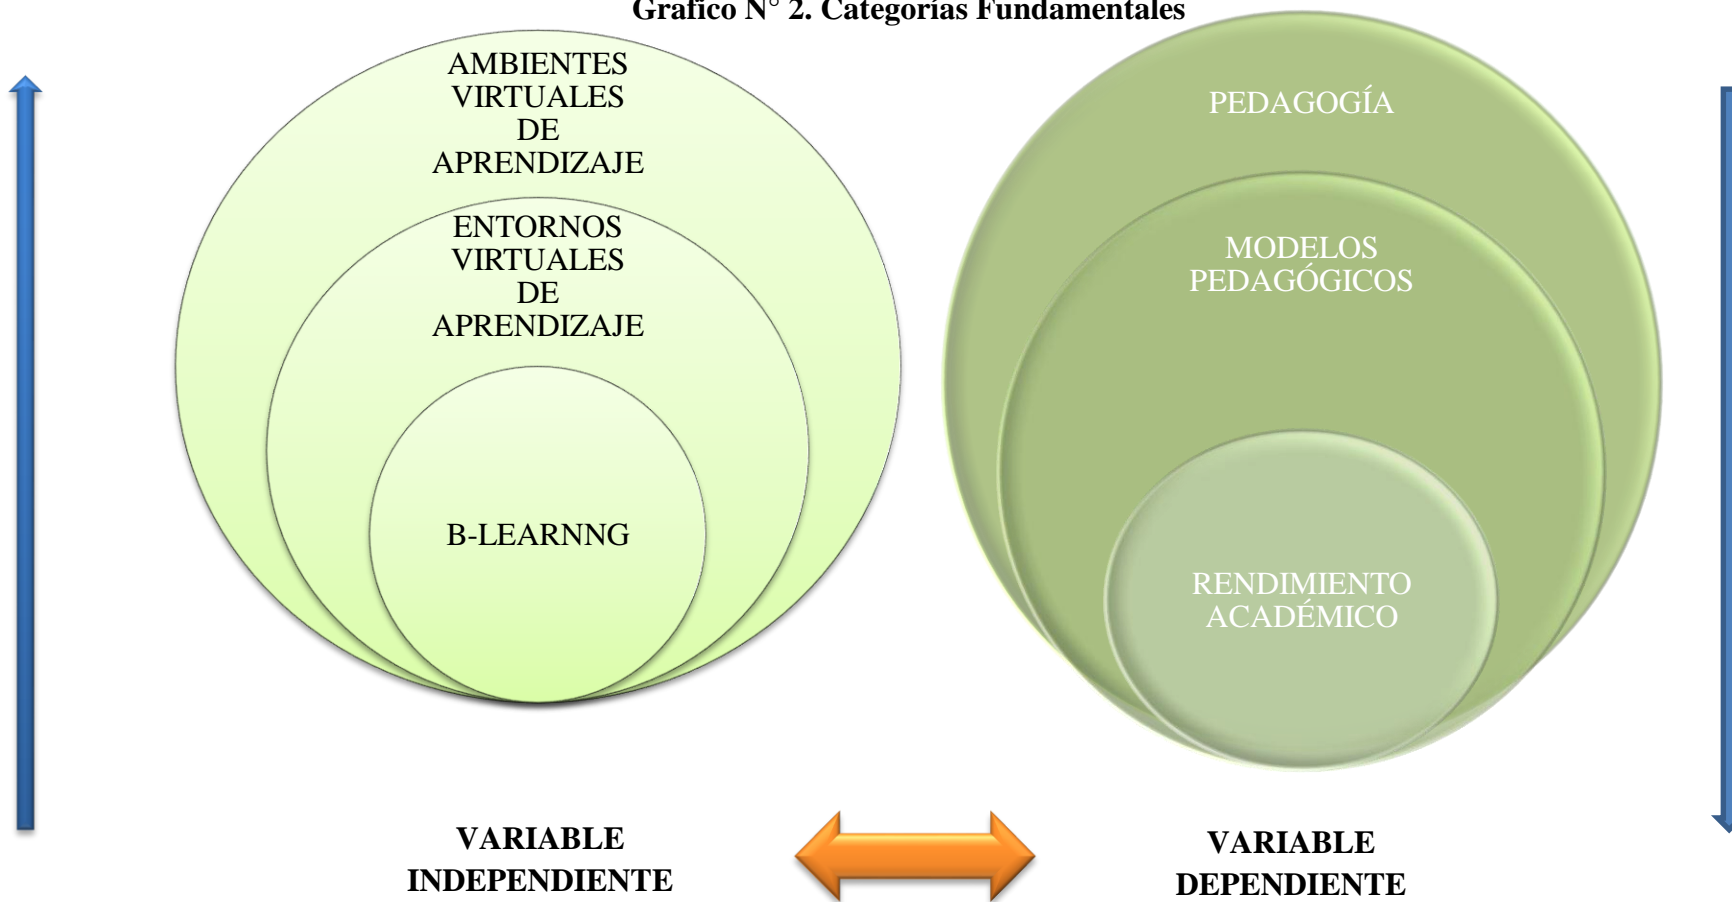 Grafico N° 2. Categorías Fundamentales
AMBIENTES
VIRTUALES
DE
APRENDIZAJE
ENTORNOS
VIRTUALES
DE
APRENDIZAJE
B-LEARNNG
PEDAGOGÍA
MODELOS
PEDAGÓGICOS
RENDIMIENTO
ACADÉMICO
VARIABLE
INDEPENDIENTE
VARIABLE
DEPENDIENTE